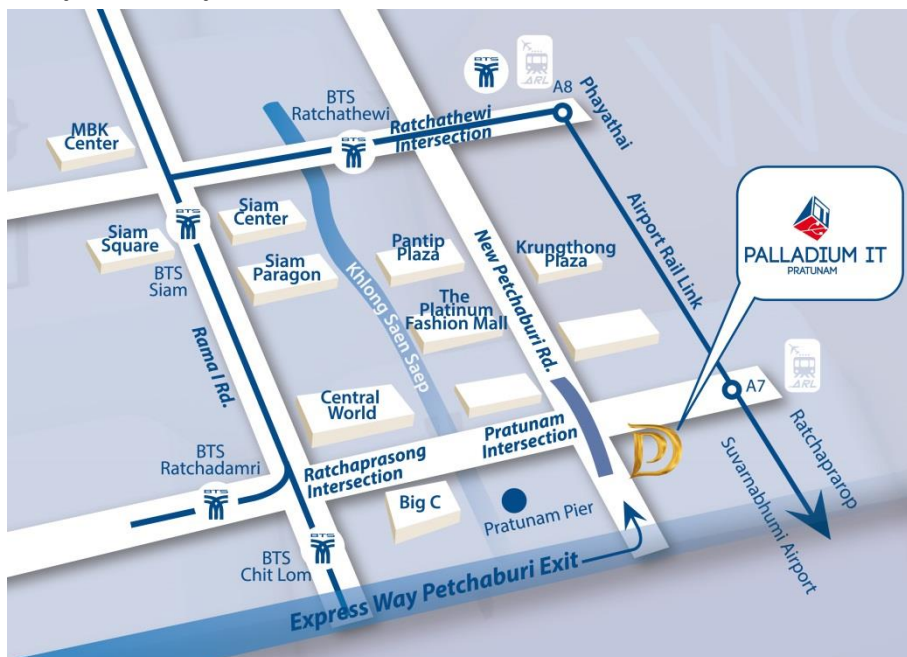 BTS
ARL
A8
Phayathai
BTS
Ratchathewi
BTS
Ratchathewi
Intersection
MBK
Center
Siam
Center
BTS
Siam
Square
BTS
Siam
Siam
Paragon
Khlong Saen Saep
Pantip
Plaza
New Petchaburi Rd.
Krungthong
Plaza
Airport Rail Link
PALLADIUM IT
PRATUNAM
The
Platinum
Fashion Mall
Rama I Rd.
Central
World
ARL
A7
Ratchaprarop
Suvarnabhumi Airport
Pratunam
Intersection
BTS
Ratchadamri
BTS
Ratchaprasong
Intersection
Big C
Pratunam Pier
BTS
Chit Lom
BTS
Express Way Petchaburi Exit